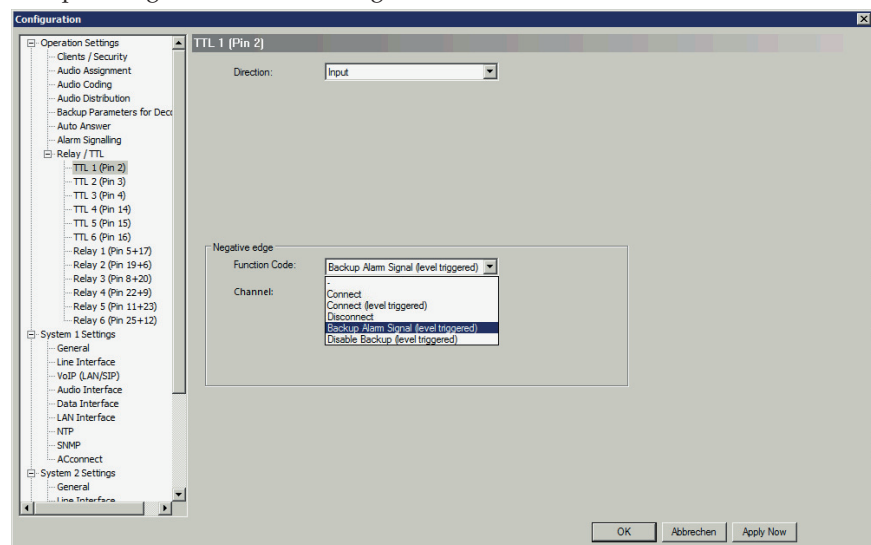 Configuration
Operation Settings
Clients / Security
Audio Assignment
Audio Coding
Audio Distribution
Backup Parameters for
Auto Answer
Alarm Signalling
Relay / TTL
TTL 1 (Pin 2)
TTL 2 (Pin 3)
TTL 3 (Pin 4)
TTL 4 (Pin 14)
TTL 5 (Pin 15)
TTL 6 (Pin 16)
Relay 1 (Pin 5+17)
Relay 2 (Pin 19+6)
Relay 3 (Pin 8+20)
Relay 4 (Pin 22+9)
Relay 5 (Pin 11+23)
Relay 6 (Pin 25+12)
System 1 Settings
General
Line Interface
VoIP (LAN/SIP)
Audio Interface
Data Interface
LAN Interface
NTP
SNMP
ACconnect
System 2 Settings
General
Line Interface
TTL 1 (Pin 2)
Direction: Input
Negative edge
Function Code: Backup Alarm Signal (level triggered)
Channel:
-
Connect
Connect (level triggered)
Disconnect
Backup Alarm Signal (level triggered)
Disable Backup (level triggered)
OK Abbrechen Apply Now